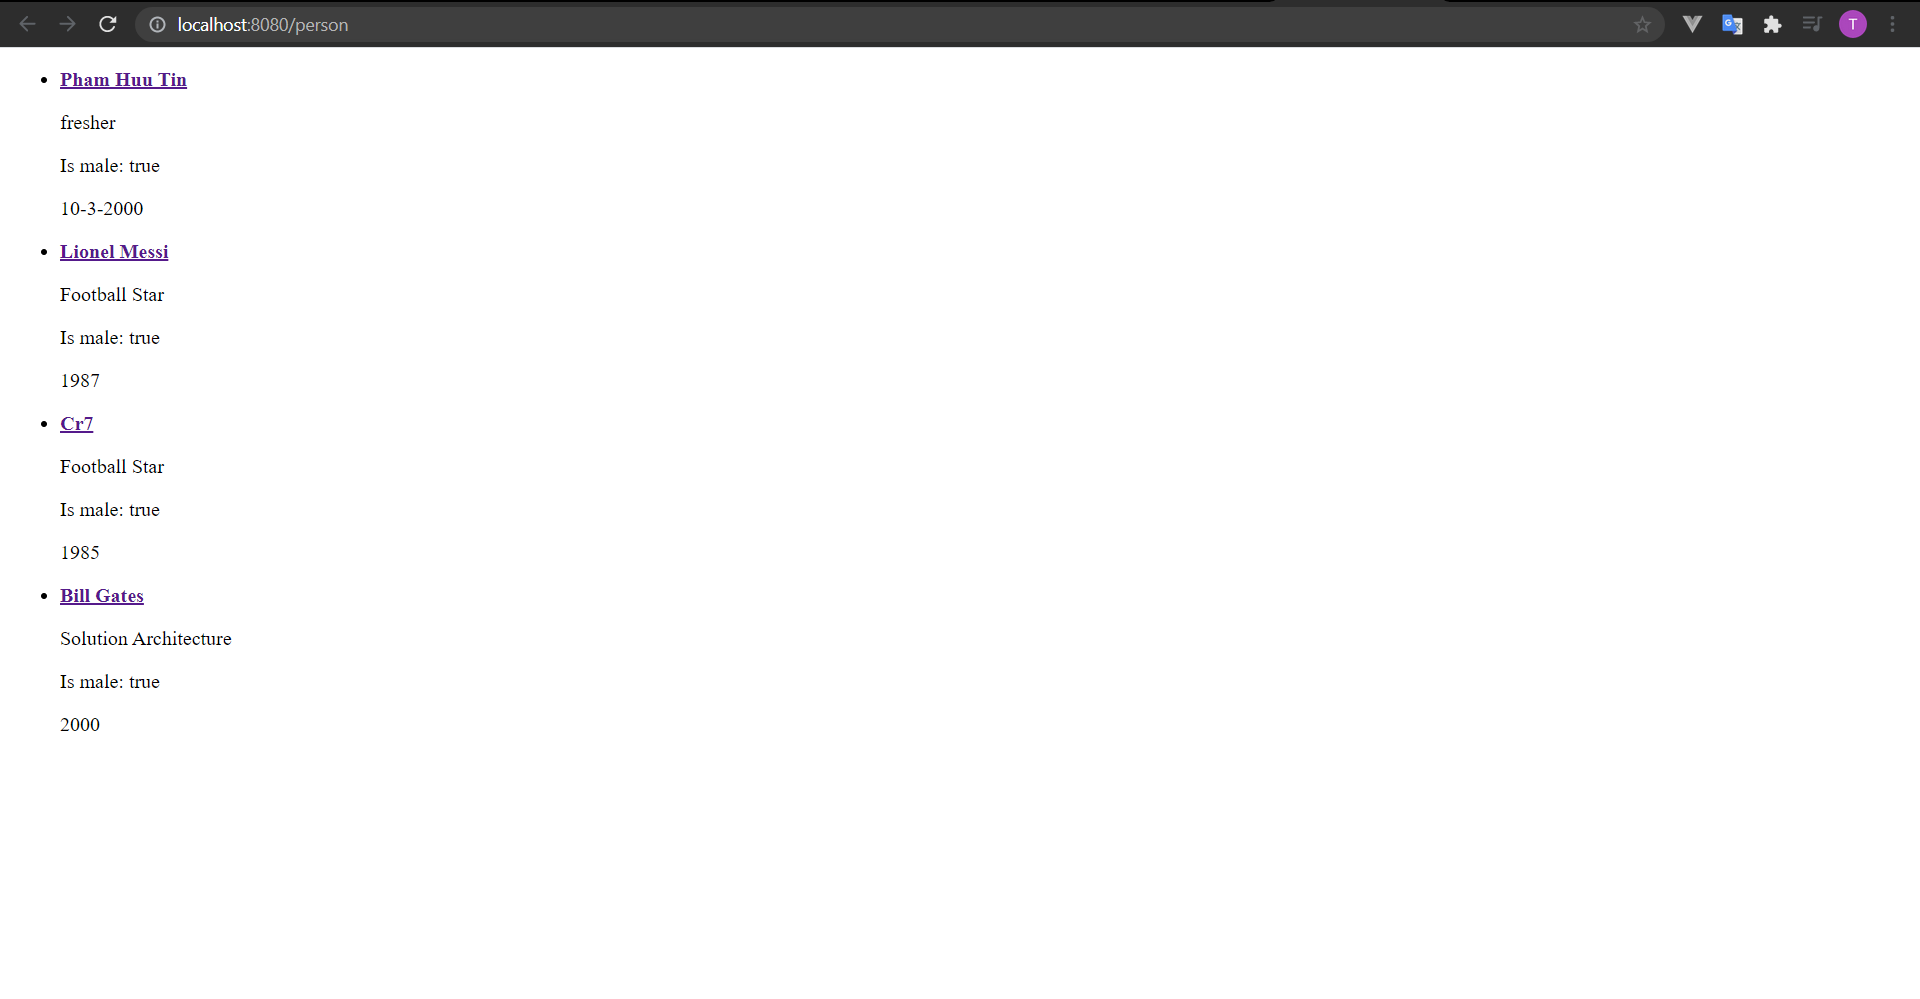 localhost:8080/person
T
Pham Huu Tin
fresher
Is male: true
10-3-2000
Lionel Messi
Football Star
Is male: true
1987
Cr7
Football Star
Is male: true
1985
Bill Gates
Solution Architecture
Is male: true
2000